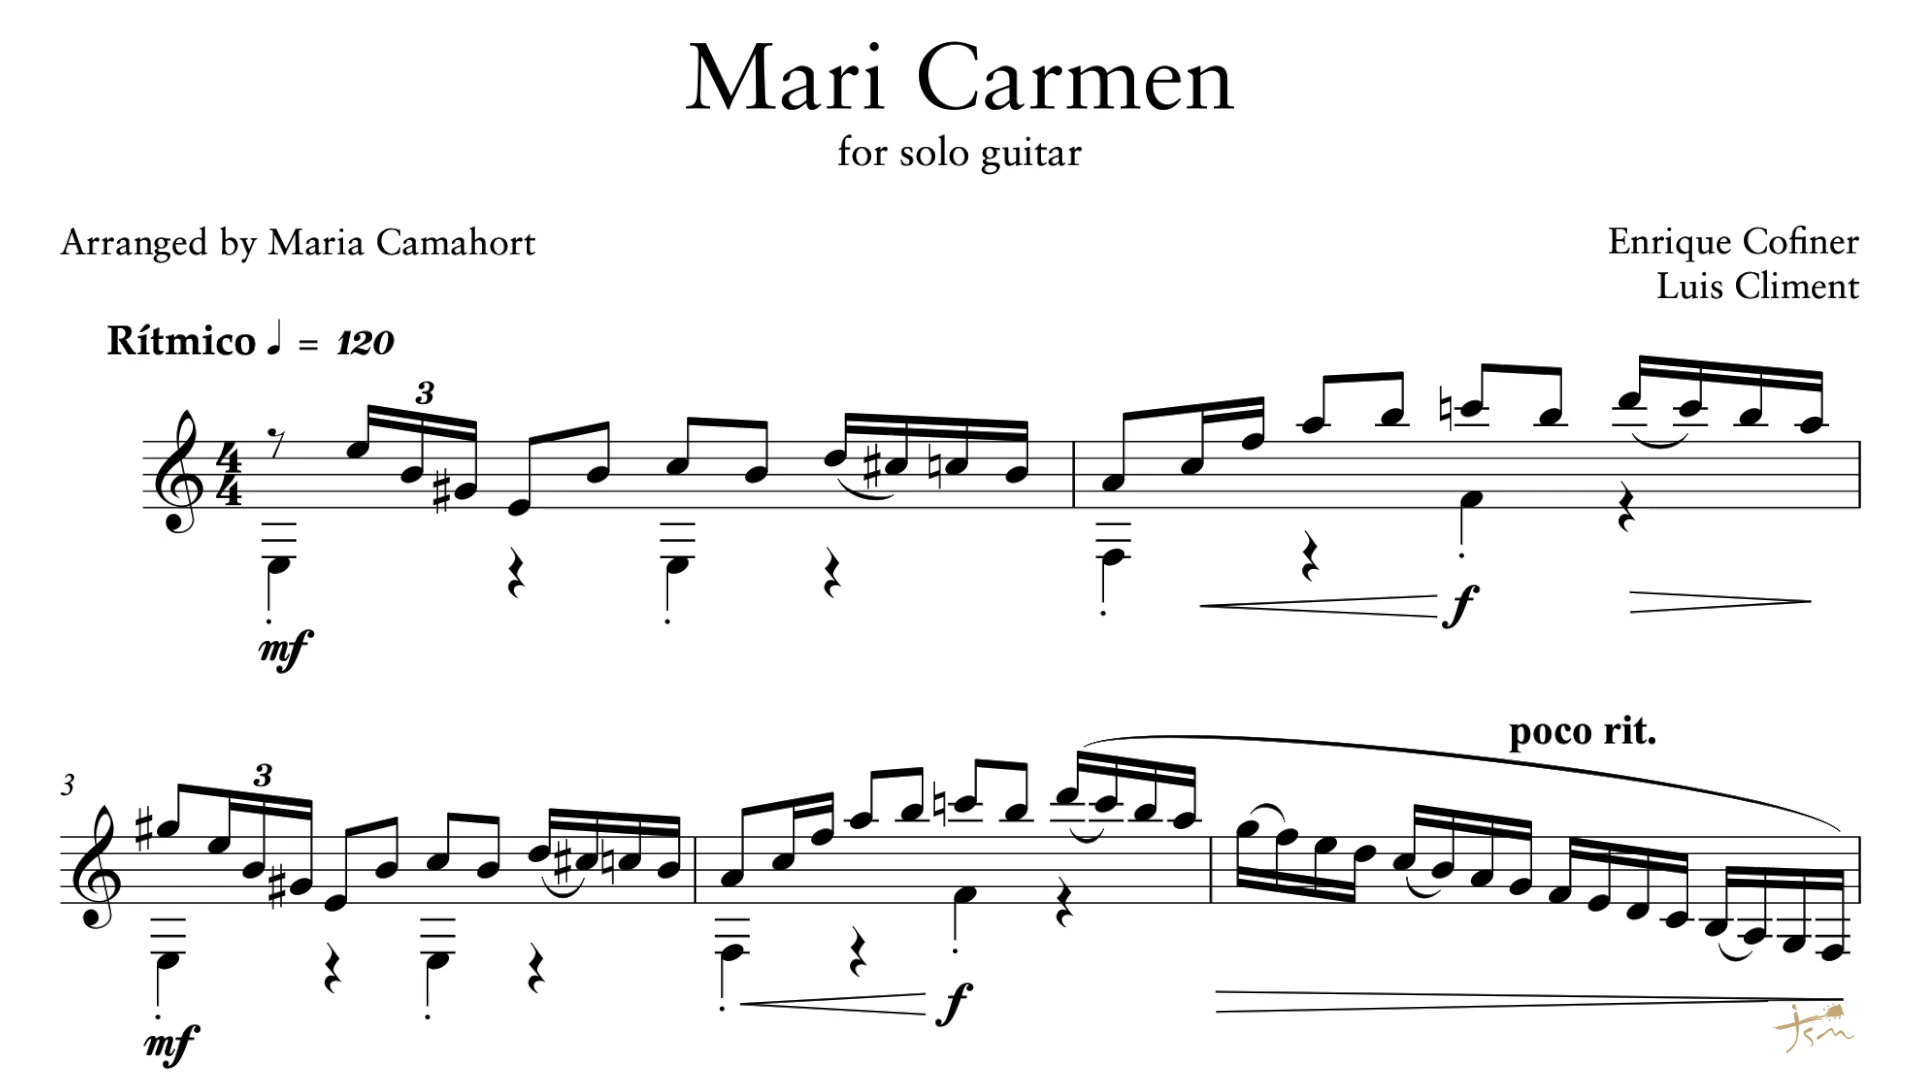 Mari Carmen
for solo guitar
Arranged by Maria Camahort
Enrique Cofiner
Luis Climent
Rítmico ♩ = 120
3
4
4
mf
f
poco rit.
3
3
mf
f
jsm